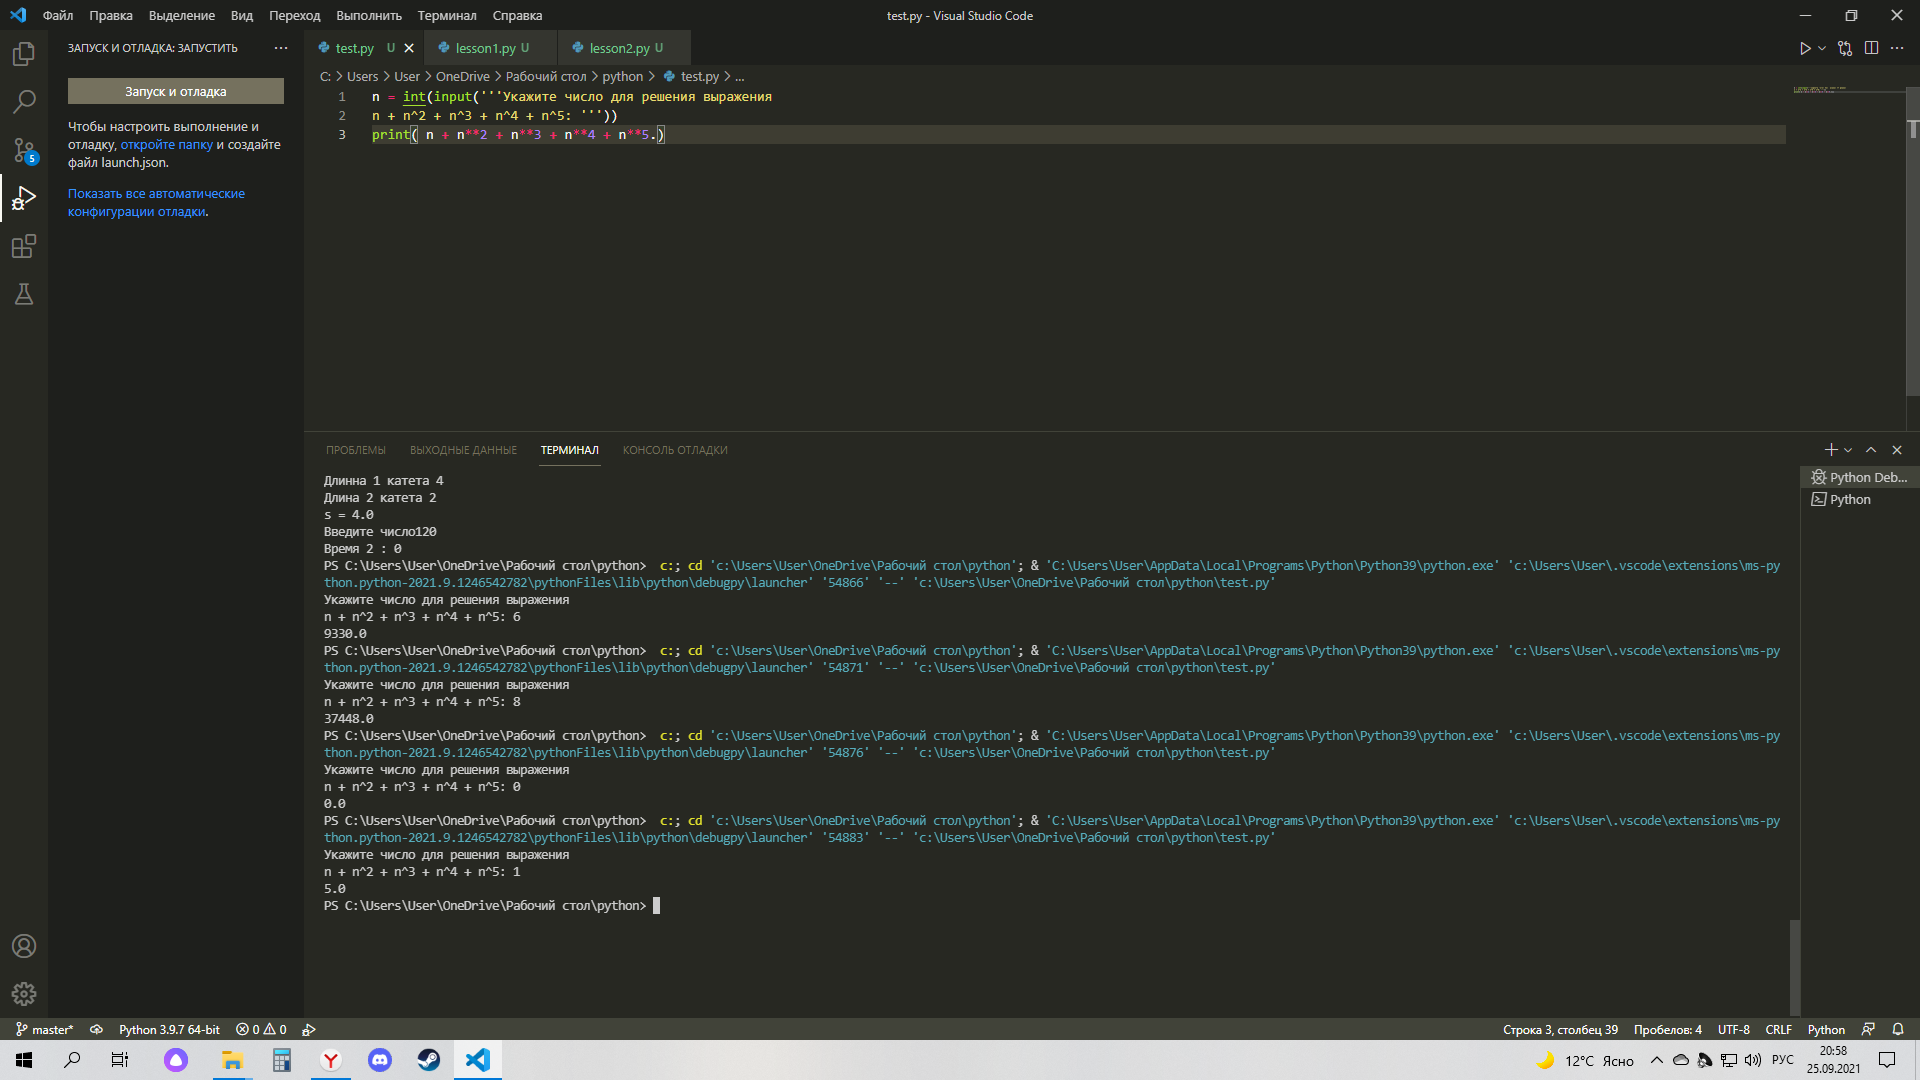 Файл Правка Выделение Вид Переход Выполнить Терминал Справка
test.py - Visual Studio Code
ЗАПУСК И ОТЛАДКА: ЗАПУСТИТЬ ...
Запуск и отладка
Чтобы настроить выполнение и
отладку, откройте папку и создайте
файл launch.json.
Показать все автоматические
конфигурации отладки.
5
test.py U
lesson1.py U
lesson2.py U
C: > Users > User > OneDrive > Рабочий стол > python > test.py > ...
1 n = int(input('''Укажите число для решения выражения
2 n + n^2 + n^3 + n^4 + n^5: '''))
3 print( n + n**2 + n**3 + n**4 + n**5.)
ПРОБЛЕМЫ ВЫХОДНЫЕ ДАННЫЕ ТЕРМИНАЛ КОНСОЛЬ ОТЛАДКИ
Python Deb...
Python
Длинна 1 катета 4
Длина 2 катета 2
s = 4.0
Введите число120
Время 2 : 0
PS C:\Users\User\OneDrive\Рабочий стол\python>  c:; cd 'c:\Users\User\OneDrive\Рабочий стол\python'; & 'C:\Users\User\AppData\Local\Programs\Python\Python39\python.exe' 'c:\Users\User\.vscode\extensions\ms-py
thon.python-2021.9.1246542782\pythonFiles\lib\python\debugpy\launcher' '54866' '--' 'c:\Users\User\OneDrive\Рабочий стол\python\test.py'
Укажите число для решения выражения
n + n^2 + n^3 + n^4 + n^5: 6
9330.0
PS C:\Users\User\OneDrive\Рабочий стол\python>  c:; cd 'c:\Users\User\OneDrive\Рабочий стол\python'; & 'C:\Users\User\AppData\Local\Programs\Python\Python39\python.exe' 'c:\Users\User\.vscode\extensions\ms-py
thon.python-2021.9.1246542782\pythonFiles\lib\python\debugpy\launcher' '54871' '--' 'c:\Users\User\OneDrive\Рабочий стол\python\test.py'
Укажите число для решения выражения
n + n^2 + n^3 + n^4 + n^5: 8
37448.0
PS C:\Users\User\OneDrive\Рабочий стол\python>  c:; cd 'c:\Users\User\OneDrive\Рабочий стол\python'; & 'C:\Users\User\AppData\Local\Programs\Python\Python39\python.exe' 'c:\Users\User\.vscode\extensions\ms-py
thon.python-2021.9.1246542782\pythonFiles\lib\python\debugpy\launcher' '54876' '--' 'c:\Users\User\OneDrive\Рабочий стол\python\test.py'
Укажите число для решения выражения
n + n^2 + n^3 + n^4 + n^5: 0
0.0
PS C:\Users\User\OneDrive\Рабочий стол\python>  c:; cd 'c:\Users\User\OneDrive\Рабочий стол\python'; & 'C:\Users\User\AppData\Local\Programs\Python\Python39\python.exe' 'c:\Users\User\.vscode\extensions\ms-py
thon.python-2021.9.1246542782\pythonFiles\lib\python\debugpy\launcher' '54883' '--' 'c:\Users\User\OneDrive\Рабочий стол\python\test.py'
Укажите число для решения выражения
n + n^2 + n^3 + n^4 + n^5: 1
5.0
PS C:\Users\User\OneDrive\Рабочий стол\python>
master* Python 3.9.7 64-bit 0 0
Строка 3, столбец 39 Пробелов: 4 UTF-8 CRLF Python
12°C Ясно РУС
20:58
25.09.2021